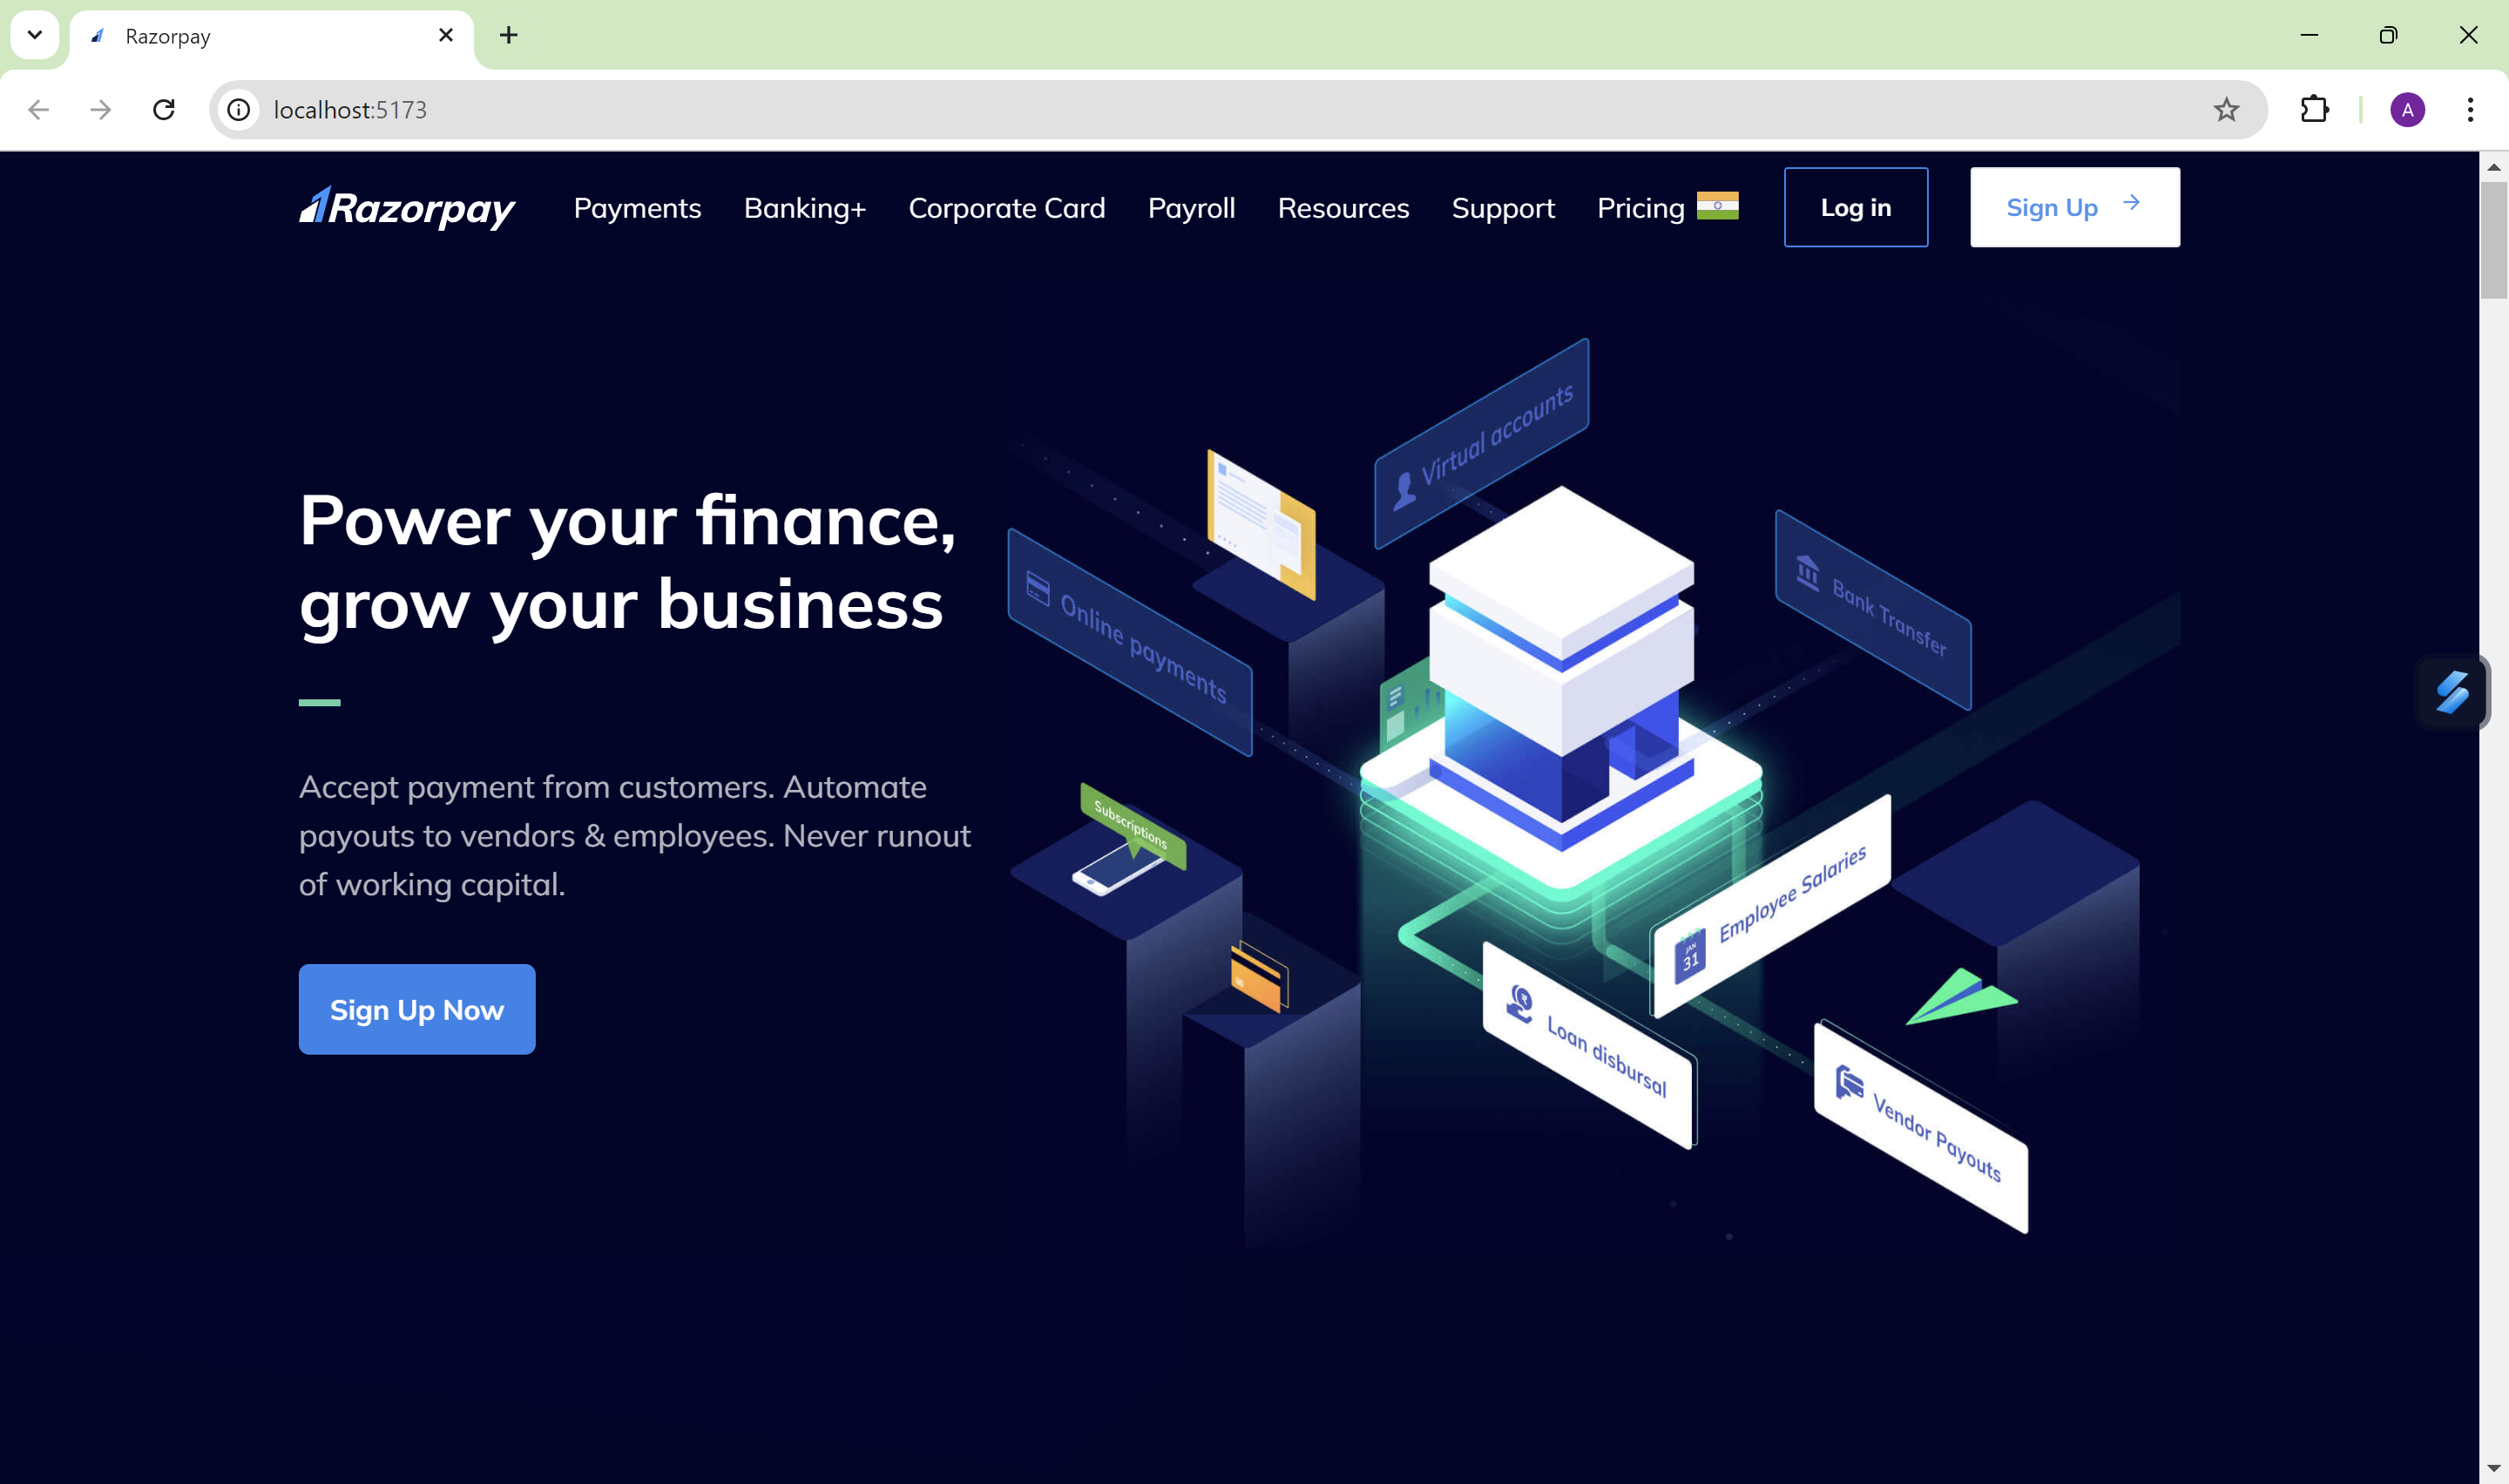 Razorpay
localhost:5173
Razorpay Payments Banking+ Corporate Card Payroll Resources Support Pricing Log in Sign Up
A
Power your finance,
grow your business
Accept payment from customers. Automate
payouts to vendors & employees. Never runout
of working capital.
Sign Up Now
Virtual accounts
Online payments
Bank Transfer
Subscriptions
Employee Salaries
JAN
31
Loan disbursal
Vendor Payouts